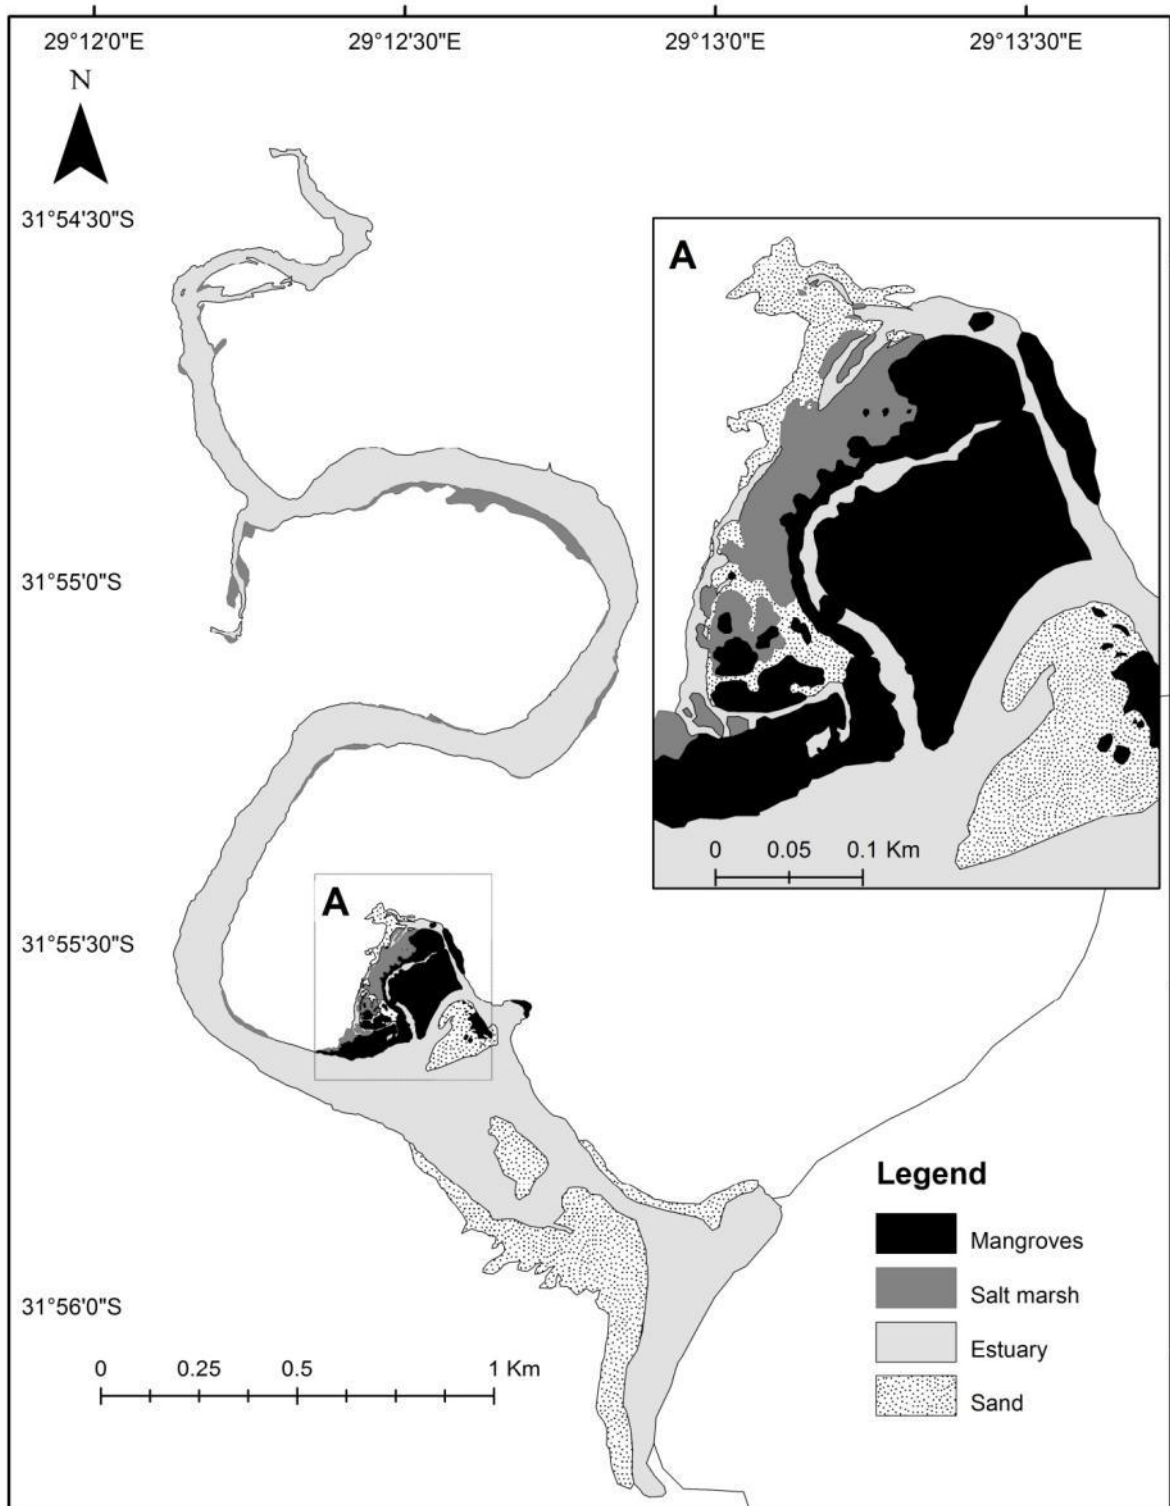 29°12'0"E
29°12'30"E
29°13'0"E
29°13'30"E
N
31°54'30"S
A
31°55'0"S
0 0.05 0.1 Km
A
31°55'30"S
Legend
Mangroves
Salt marsh
31°56'0"S
Estuary
0 0.25 0.5 1 Km
Sand